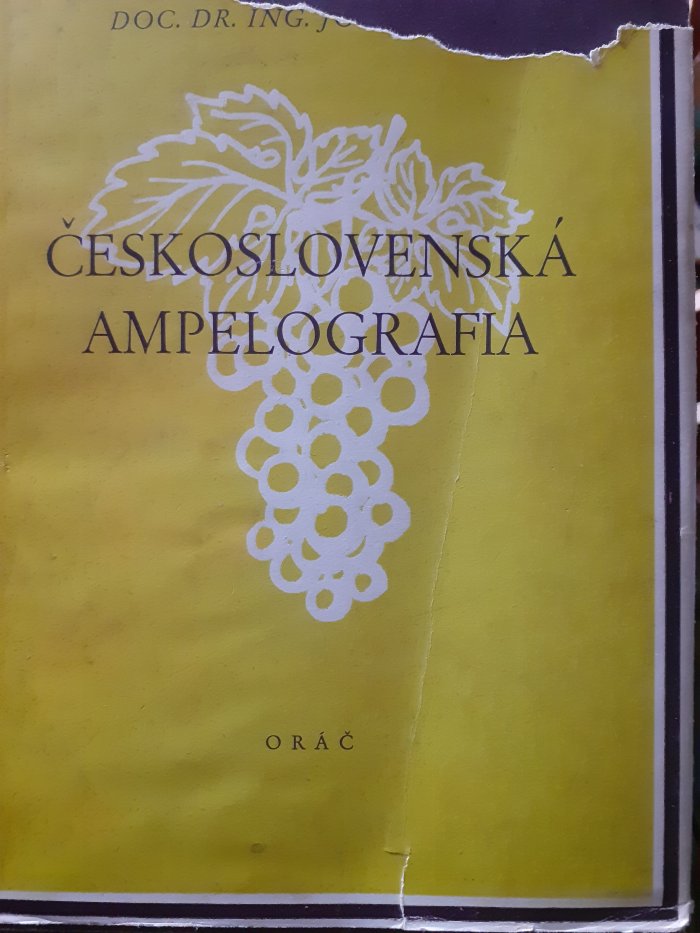 DOC. DR. ING.
ČESKOSLOVENSKÁ
AMPELOGRAFIA
ORÁČ